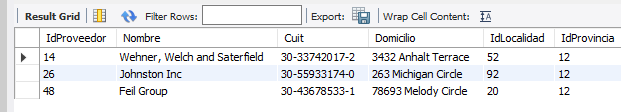 Result Grid Filter Rows: Export: Wrap Cell Content: IA
IdProveedor Nombre Cuit Domicilio IdLocalidad IdProvincia
14 Wehner, Welch and Saterfield 30-33742017-2 3432 Anhalt Terrace 52 12
26 Johnston Inc 30-55933174-0 263 Michigan Circle 92 12
48 Feil Group 30-43678533-1 78693 Melody Circle 20 12